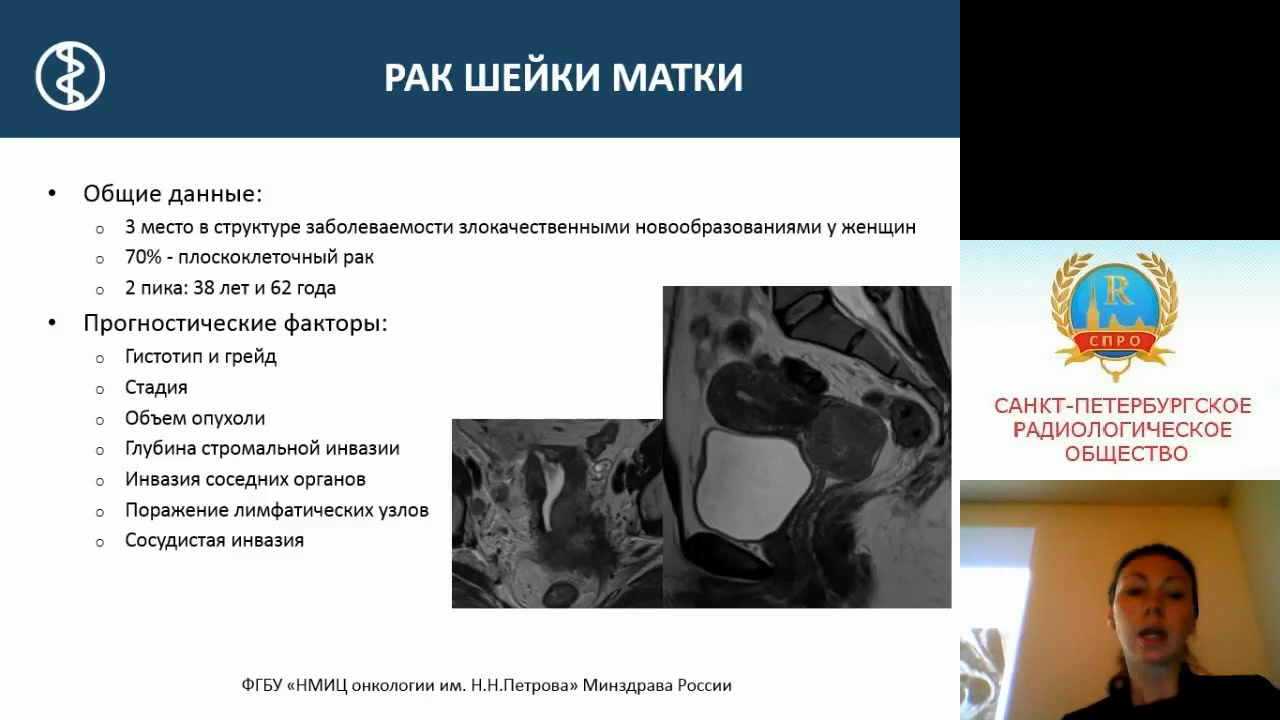 РАК ШЕЙКИ МАТКИ
• Общие данные:
o 3 место в структуре заболеваемости злокачественными новообразованиями у женщин
o 70% - плоскоклеточный рак
o 2 пика: 38 лет и 62 года
• Прогностические факторы:
o Гистотип и грейд
o Стадия
o Объем опухоли
o Глубина стромальной инвазии
o Инвазия соседних органов
o Поражение лимфатических узлов
o Сосудистая инвазия
ФГБУ «НМИЦ онкологии им. Н.Н.Петрова» Минздрава России
R
СПРО
САНКТ-ПЕТЕРБУРГСКОЕ
РАДИОЛОГИЧЕСКОЕ
ОБЩЕСТВО